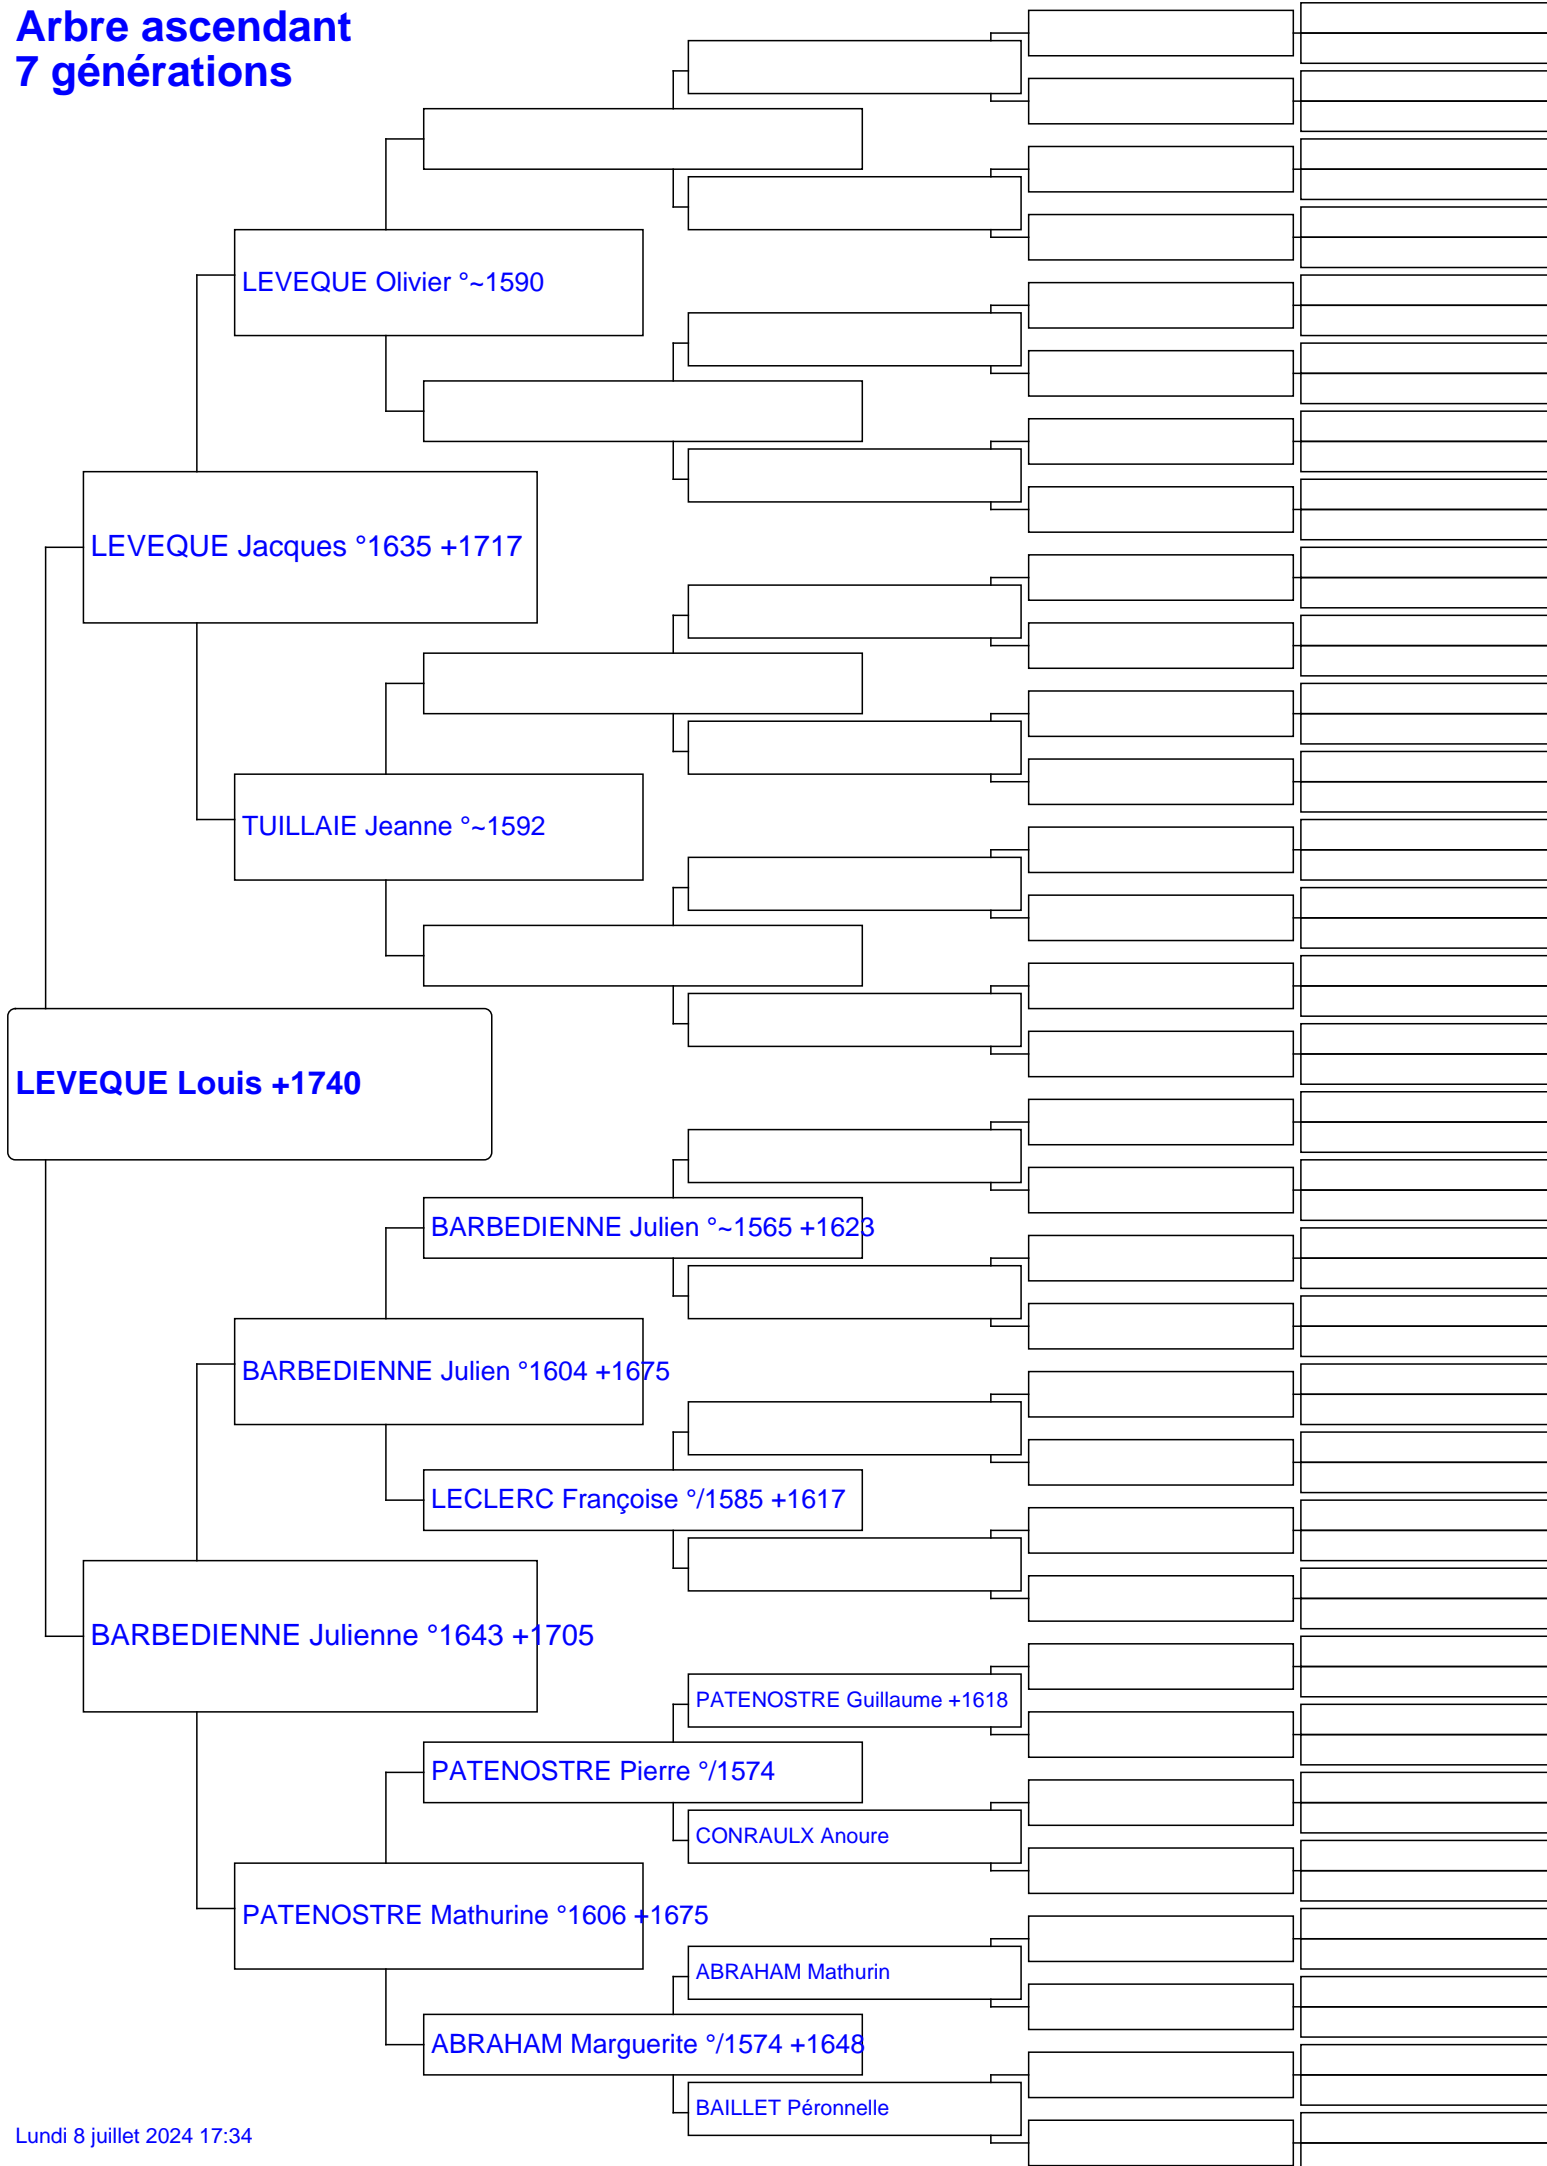 Arbre ascendant
7 générations
LEVEQUE Olivier °~1590
LEVEQUE Jacques °1635 +1717
TUILLAIE Jeanne °~1592
LEVEQUE Louis +1740
BARBEDIENNE Julien °~1565 +1623
BARBEDIENNE Julien °1604 +1675
LECLERC Françoise °/1585 +1617
BARBEDIENNE Julienne °1643 +1705
PATENOSTRE Guillaume +1618
PATENOSTRE Pierre °/1574
CONRAULX Anoure
PATENOSTRE Mathurine °1606 +1675
ABRAHAM Mathurin
ABRAHAM Marguerite °/1574 +1648
BAILLET Péronnelle
Lundi 8 juillet 2024 17:34